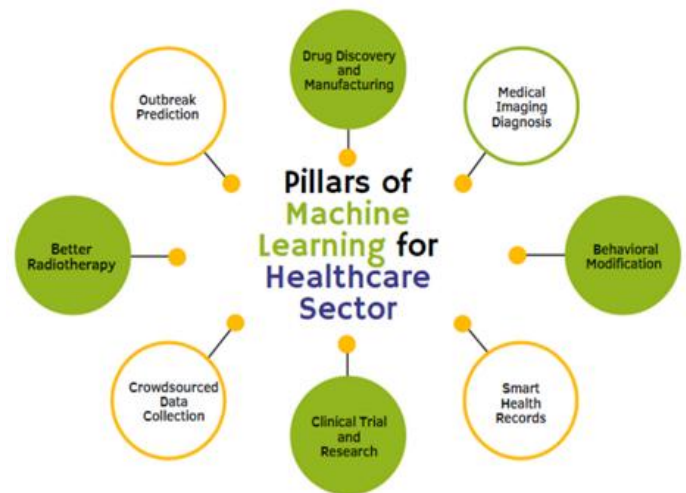 Drug Discovery
and
Manufacturing
Outbreak
Prediction
Medical
Imaging
Diagnosis
Pillars of
Machine
Learning for
Healthcare
Sector
Better
Radiotherapy
Behavioral
Modification
Crowdsourced
Data
Collection
Clinical Trial
and
Research
Smart
Health
Records